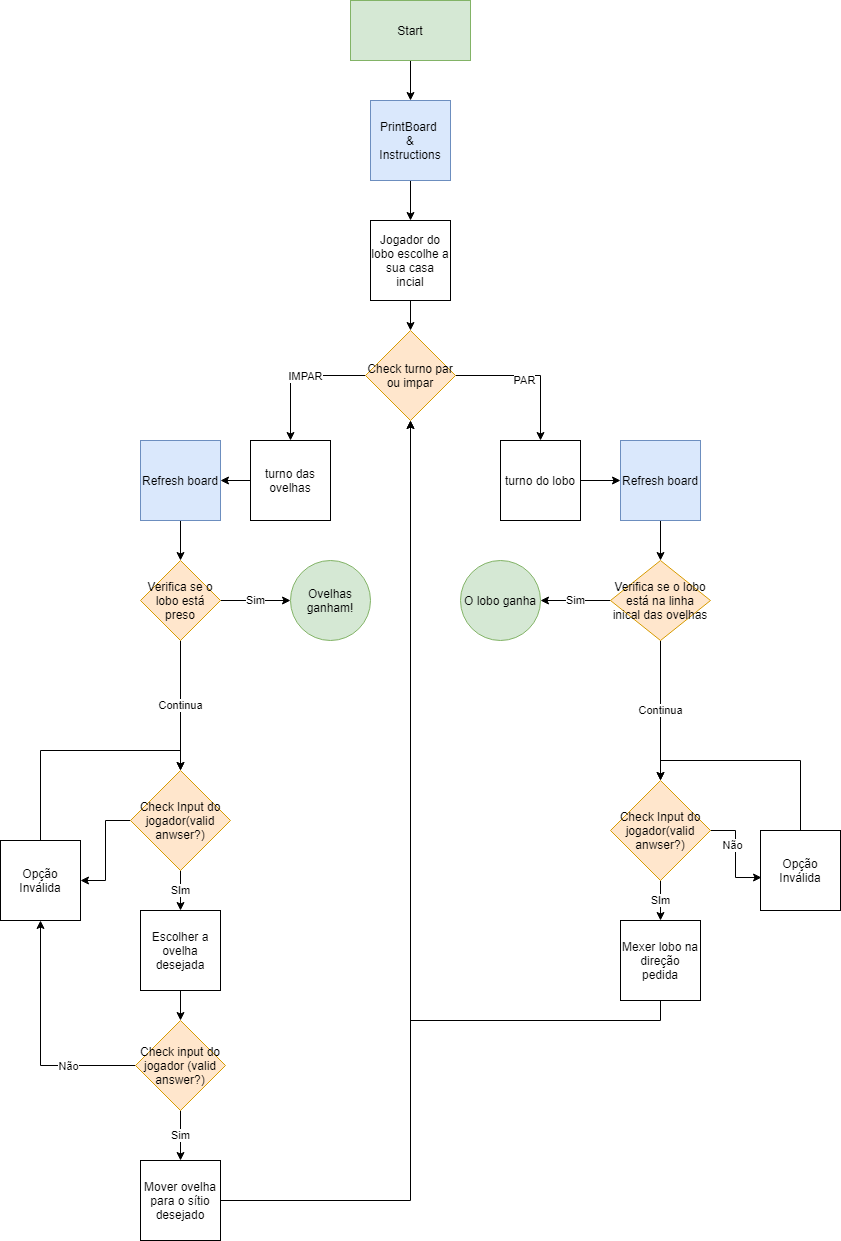 Start
PrintBoard
&
Instructions
Jogador do
lobo escolhe a
sua casa
incial
Check turno par
ou impar
IMPAR
PAR
Refresh board
turno das
ovelhas
turno do lobo
Refresh board
Verifica se o
lobo está
preso
Sim
Ovelhas
ganham!
O lobo ganha
Sim
Verifica se o lobo
está na linha
inical das ovelhas
Continua
Continua
Check Input do
jogador(valid
anwser?)
Check Input do
jogador(valid
anwser?)
Não
Opção
Inválida
Opção
Inválida
SIm
SIm
Escolher a
ovelha
desejada
Mexer lobo na
direção
pedida
Check input do
jogador (valid
answer?)
Não
Sim
Mover ovelha
para o sítio
desejado